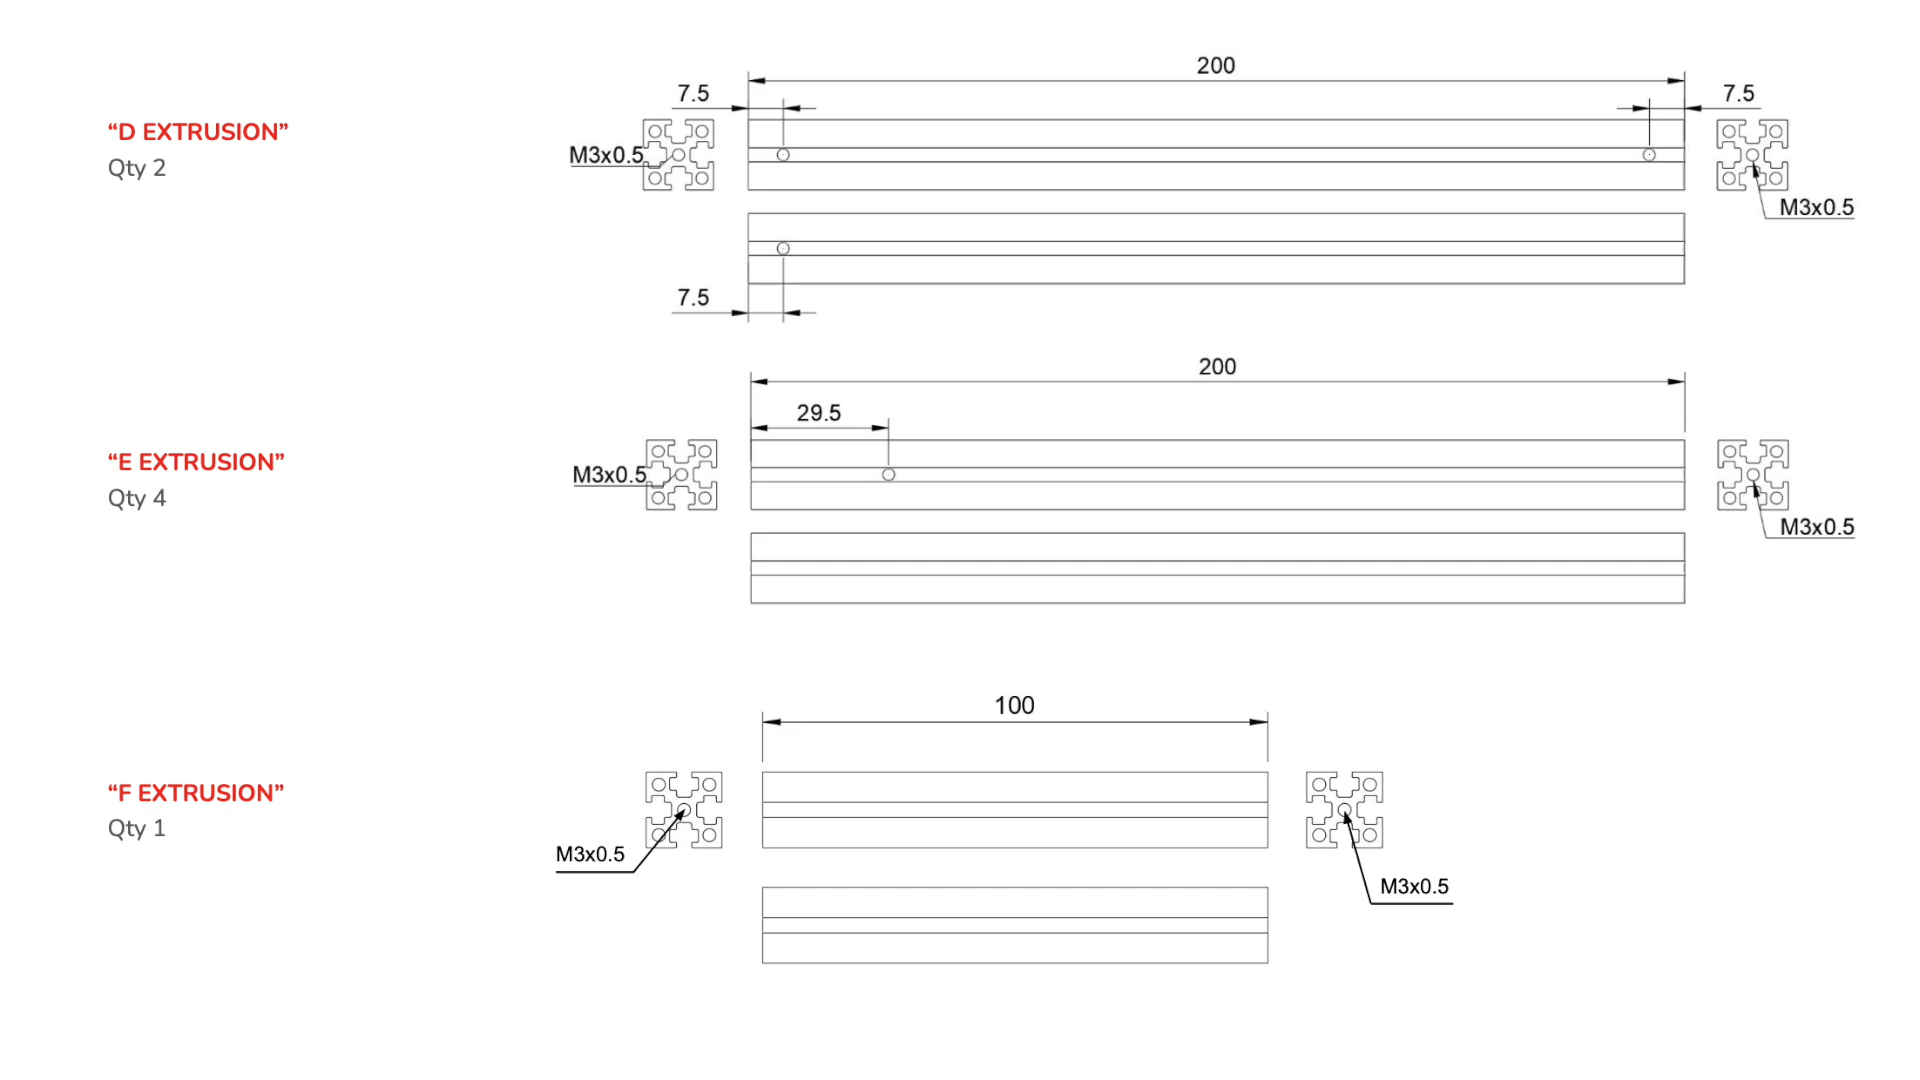 “D EXTRUSION”
Qty 2
200
7.5
7.5
M3x0.5
M3x0.5
7.5
“E EXTRUSION”
Qty 4
200
29.5
M3x0.5
M3x0.5
“F EXTRUSION”
Qty 1
100
M3x0.5
M3x0.5